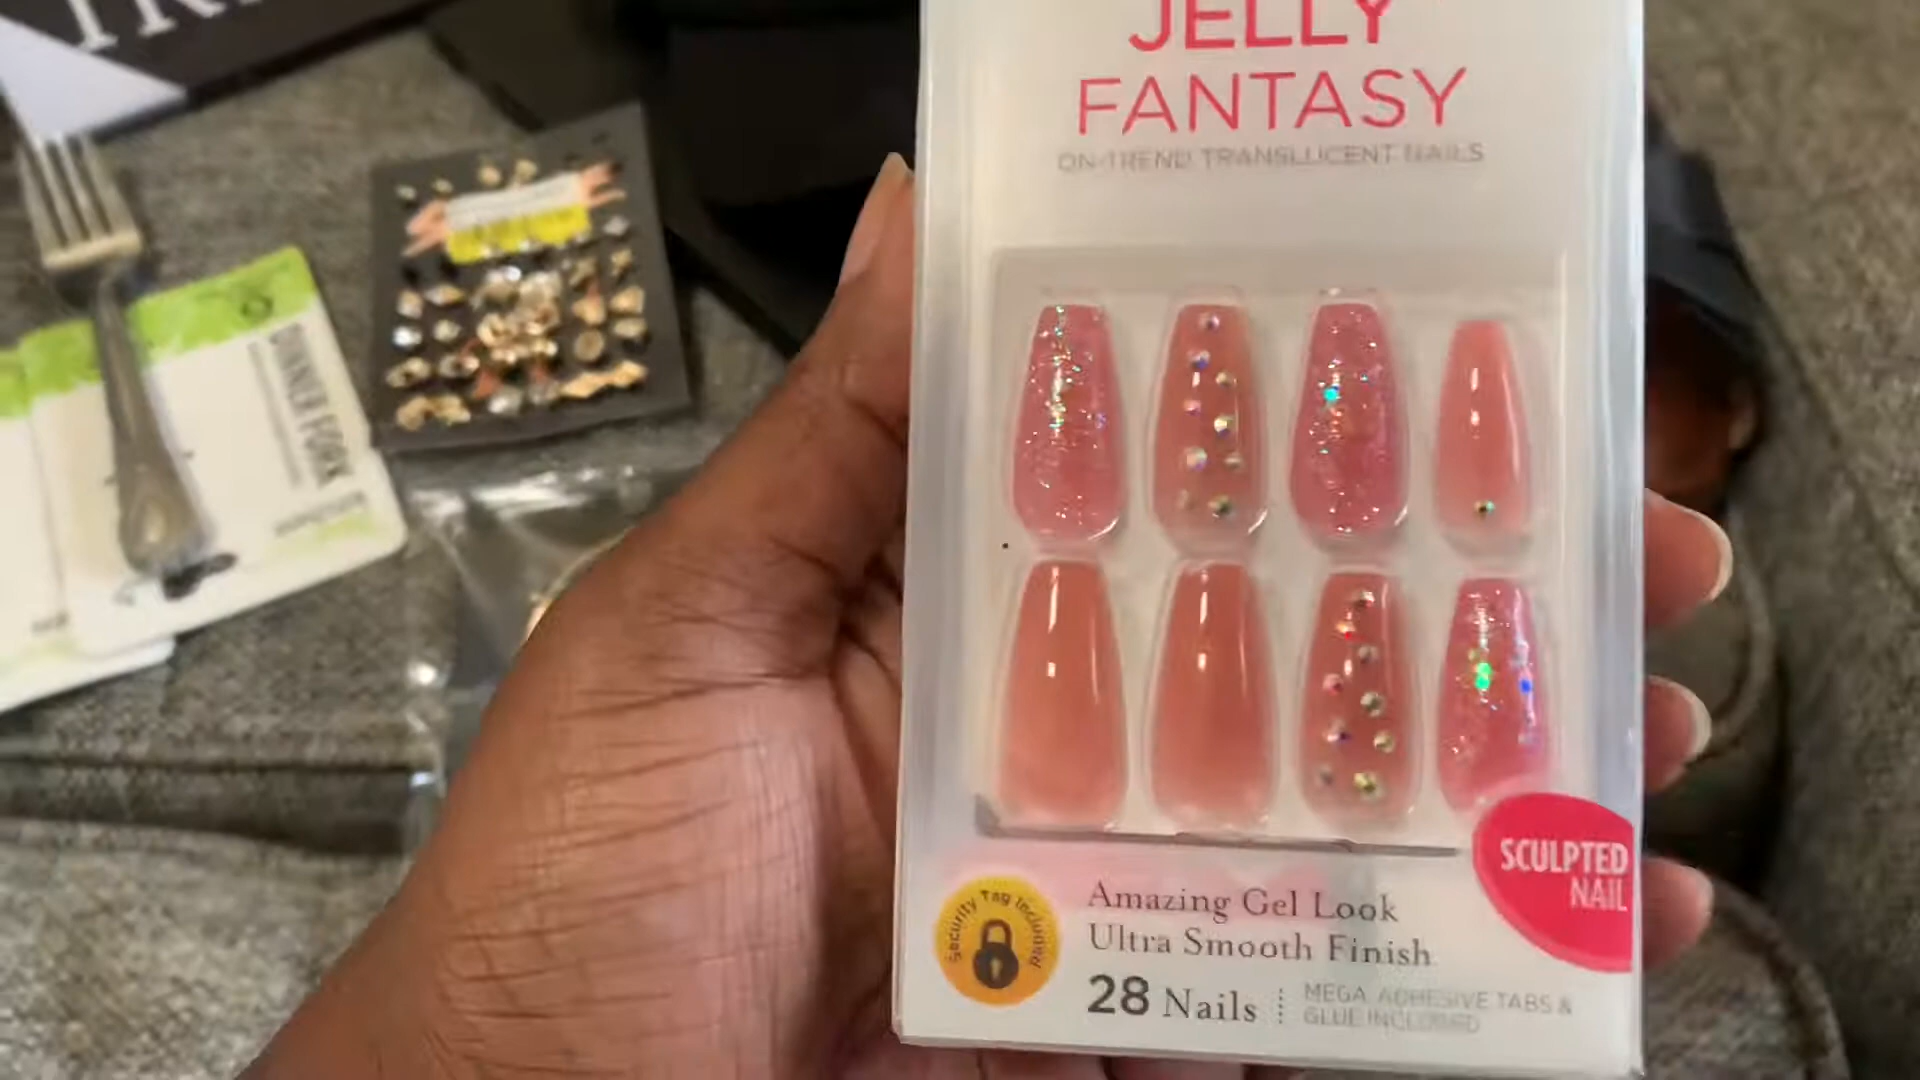 JELLY
FANTASY
ON-TREND TRANSLUCENT NAILS
DINNER FORK
SCULPTED
NAIL
Security Tag Included
Amazing Gel Look
Ultra Smooth Finish
28 Nails
MEGA ADHESIVE TABS &
GLUE INCLUDED